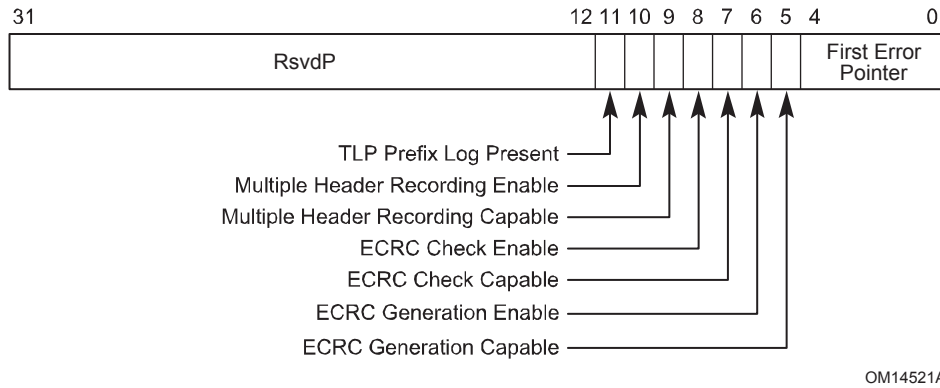 31 12 11 10 9 8 7 6 5 4 0
RsvdP
First Error
Pointer
TLP Prefix Log Present
Multiple Header Recording Enable
Multiple Header Recording Capable
ECRC Check Enable
ECRC Check Capable
ECRC Generation Enable
ECRC Generation Capable
OM14521A